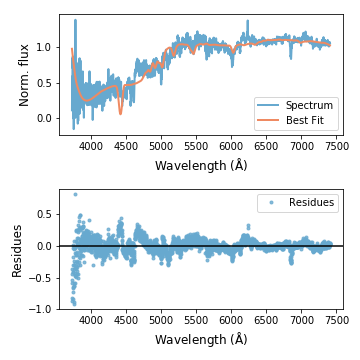 Norm. flux
1.0
0.5
0.0
Spectrum
Best Fit
4000 4500 5000 5500 6000 6500 7000 7500
Wavelength (Å)
Residues
0.5
0.0
−0.5
−1.0
Residues
4000 4500 5000 5500 6000 6500 7000 7500
Wavelength (Å)